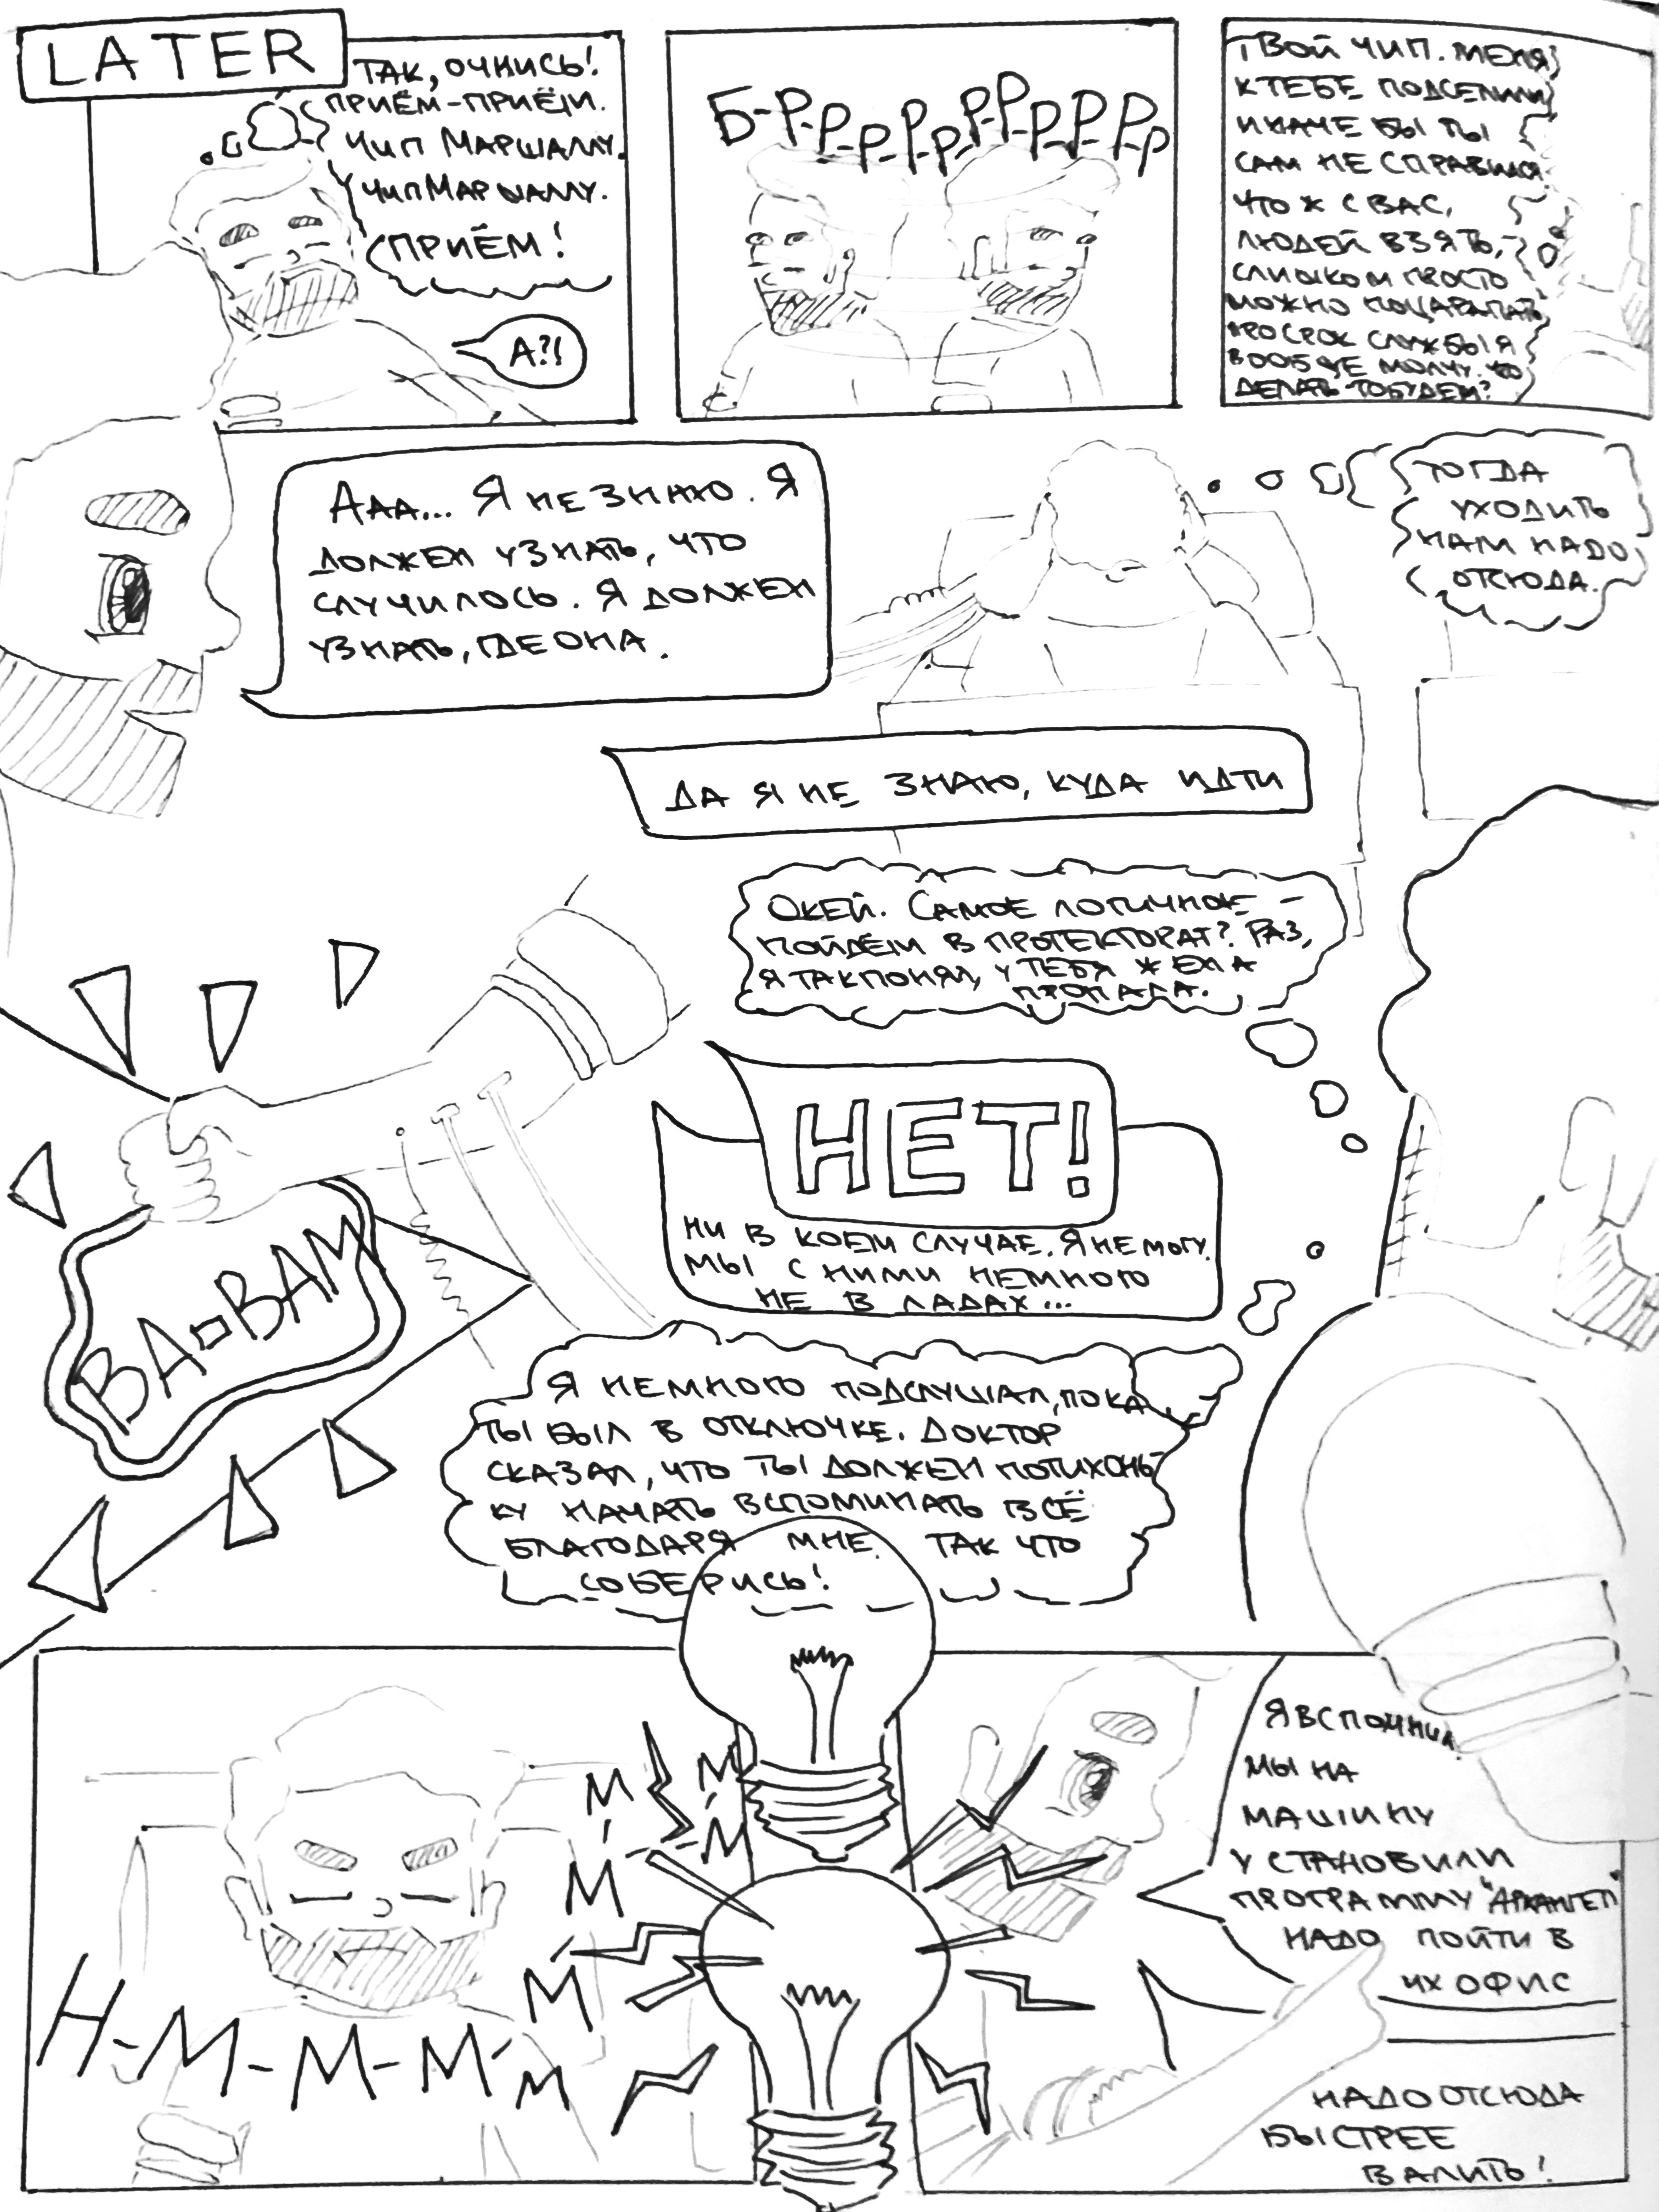 LATER
ТАК, ОЧНИСЬ!
ПРИЁМ-ПРИЁМ.
ЧИП МАРШАЛЛУ.
ЧИП МАРШАЛЛУ.
ПРИЁМ!
А?!
Б-Р-Р-Р-Р-Р-Р-Р-Р-Р-Р-Р
ТВОЙ ЧИП. МЕНЯ
К ТЕБЕ ПОДСЕЛИЛИ
ИНАЧЕ БЫ ТЫ
САМ НЕ СПРАВИЛСЯ.
ЧТО Ж С ВАС,
ЛЮДЕЙ ВЗЯТЬ,-
СЛИШКОМ ПРОСТО
МОЖНО ПОЦАРАПАТЬ,
ПРО СРОК СЛУЖБЫ Я
ВООБЩЕ МОЛЧУ. ЧО
ДЕЛАТЬ ТО БУДЕМ?
ААА... Я НЕ ЗНАЮ. Я
ДОЛЖЕН УЗНАТЬ, ЧТО
СЛУЧИЛОСЬ. Я ДОЛЖЕН
УЗНАТЬ, ГДЕ ОНА.
ТОГДА
УХОДИТЬ
НАМ НАДО
ОТСЮДА.
ДА Я НЕ ЗНАЮ, КУДА ИДТИ
ОКЕЙ. САМОЕ ЛОГИЧНОЕ -
ПОЙДЁМ В ПРОТЕКТОРАТ? РАЗ,
Я ТАК ПОНЯЛ, У ТЕБЯ ЖЕНА
ПРОПАЛА.
НЕТ!
НИ В КОЕМ СЛУЧАЕ. Я НЕ МОГУ.
МЫ С НИМИ НЕМНОГО
НЕ В ЛАДАХ...
BA-BAM
Я НЕМНОГО ПОДСЛУШАЛ, ПОКА
ТЫ БЫЛ В ОТКЛЮЧКЕ. ДОКТОР
СКАЗАЛ, ЧТО ТЫ ДОЛЖЕН ПОТИХОНЬ
КУ НАЧАТЬ ВСПОМИНАТЬ ВСЁ
БЛАГОДАРЯ МНЕ. ТАК ЧТО
СОБЕРИСЬ!
Н-М-М-М-М-М-М-М-М-М
Я ВСПОМНИЛ.
МЫ НА
МАШИНУ
УСТАНОВИЛИ
ПРОГРАММУ "АРХАНГЕЛ"
НАДО ПОЙТИ В
ИХ ОФИС
НАДО ОТСЮДА
БЫСТРЕЕ
ВАЛИТЬ!